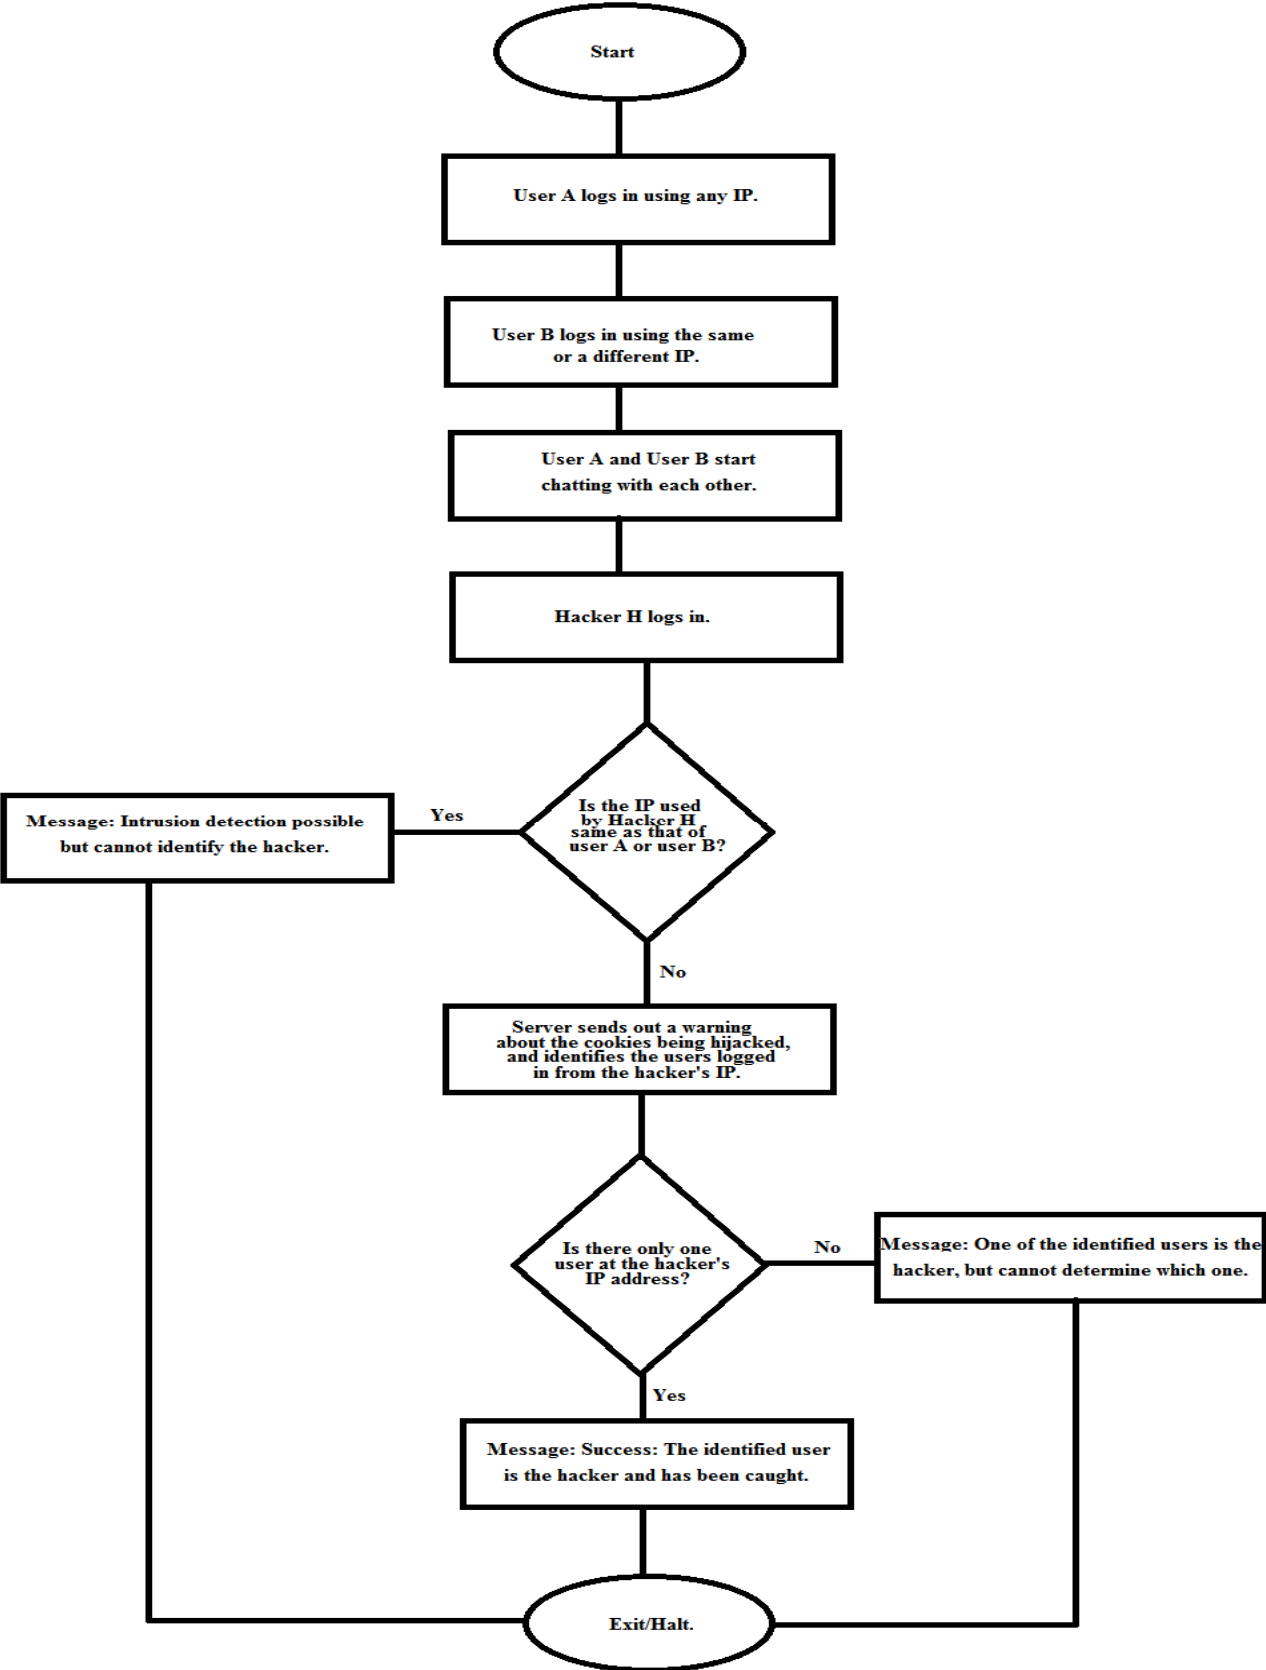 Start
User A logs in using any IP.
User B logs in using the same
or a different IP.
User A and User B start
chatting with each other.
Hacker H logs in.
Is the IP used
by Hacker H
same as that of
user A or user B?
Yes
Message: Intrusion detection possible
but cannot identify the hacker.
No
Server sends out a warning
about the cookies being hijacked,
and identifies the users logged
in from the hacker's IP.
Is there only one
user at the hacker's
IP address?
No
Message: One of the identified users is the
hacker, but cannot determine which one.
Yes
Message: Success: The identified user
is the hacker and has been caught.
Exit/Halt.